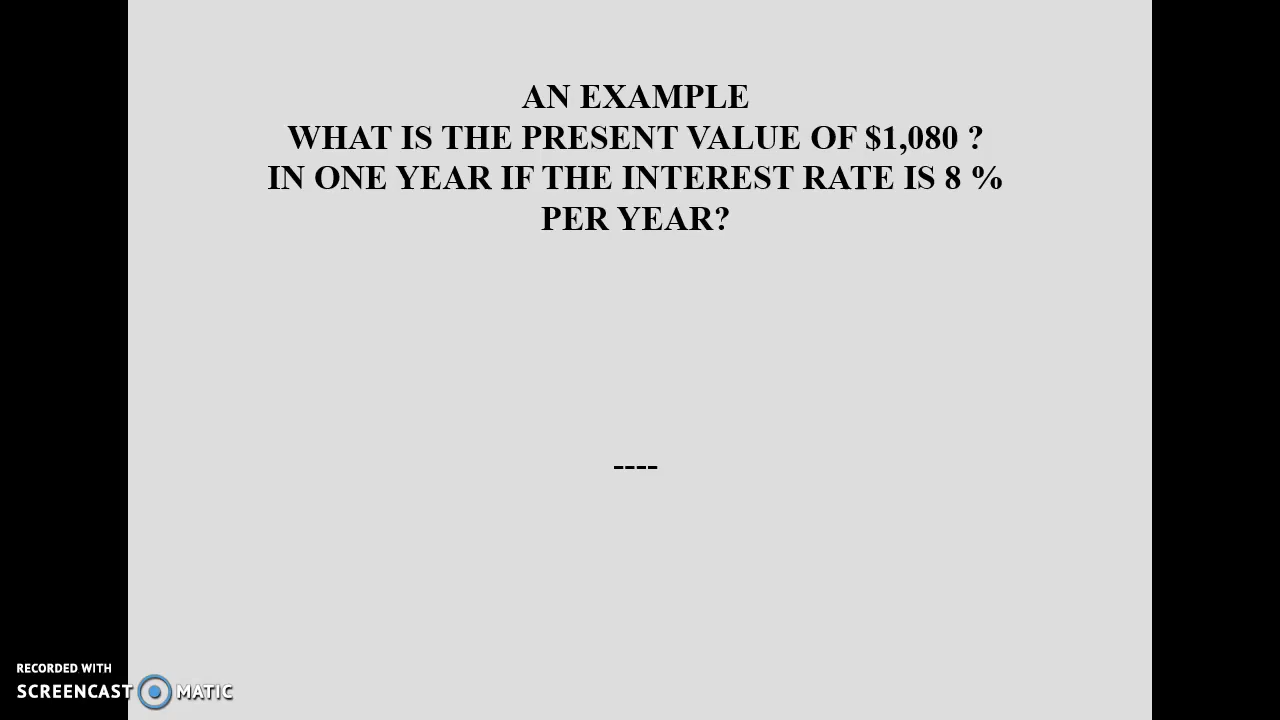 AN EXAMPLE
WHAT IS THE PRESENT VALUE OF $1,080 ?
IN ONE YEAR IF THE INTEREST RATE IS 8 %
PER YEAR?
----
RECORDED WITH
SCREENCAST MATIC